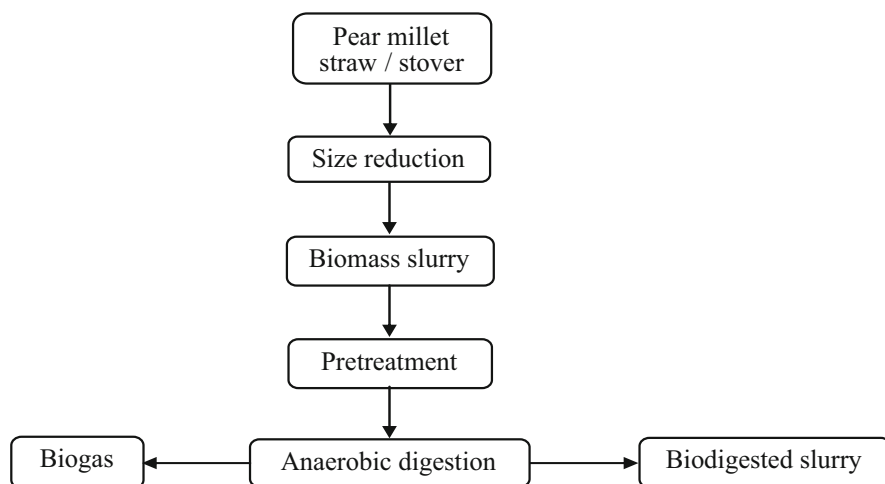 Pear millet
straw / stover
Size reduction
Biomass slurry
Pretreatment
Biogas
Anaerobic digestion
Biodigested slurry